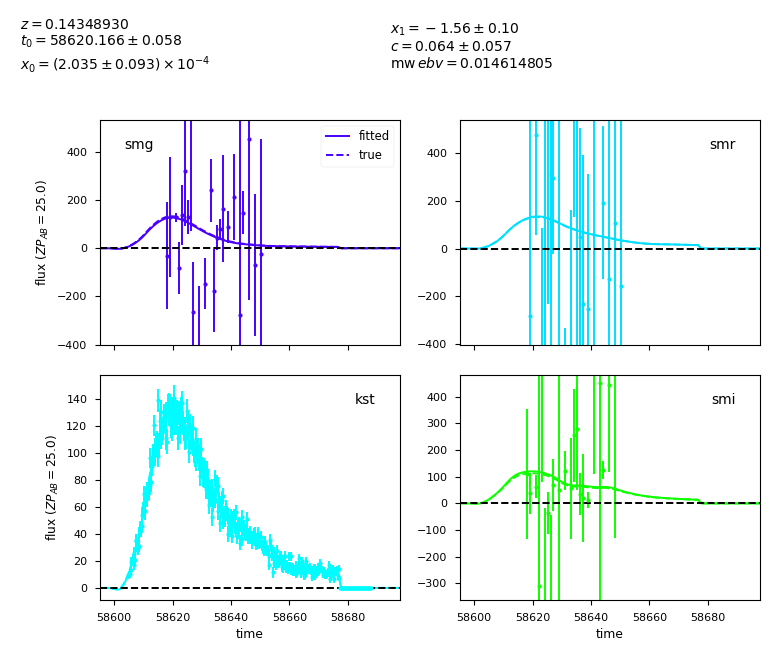 z = 0.14348930
t₀ = 58620.166 ± 0.058
x₀ = (2.035 ± 0.093) × 10⁻⁴
x₁ = −1.56 ± 0.10
c = 0.064 ± 0.057
mw ebv = 0.014614805
smg
fitted
true
400
200
0
−200
−400
flux (ZP_AB = 25.0)
smr
400
200
0
−200
−400
kst
140
120
100
80
60
40
20
0
flux (ZP_AB = 25.0)
58600 58620 58640 58660 58680
time
smi
400
300
200
100
0
−100
−200
−300
58600 58620 58640 58660 58680
time